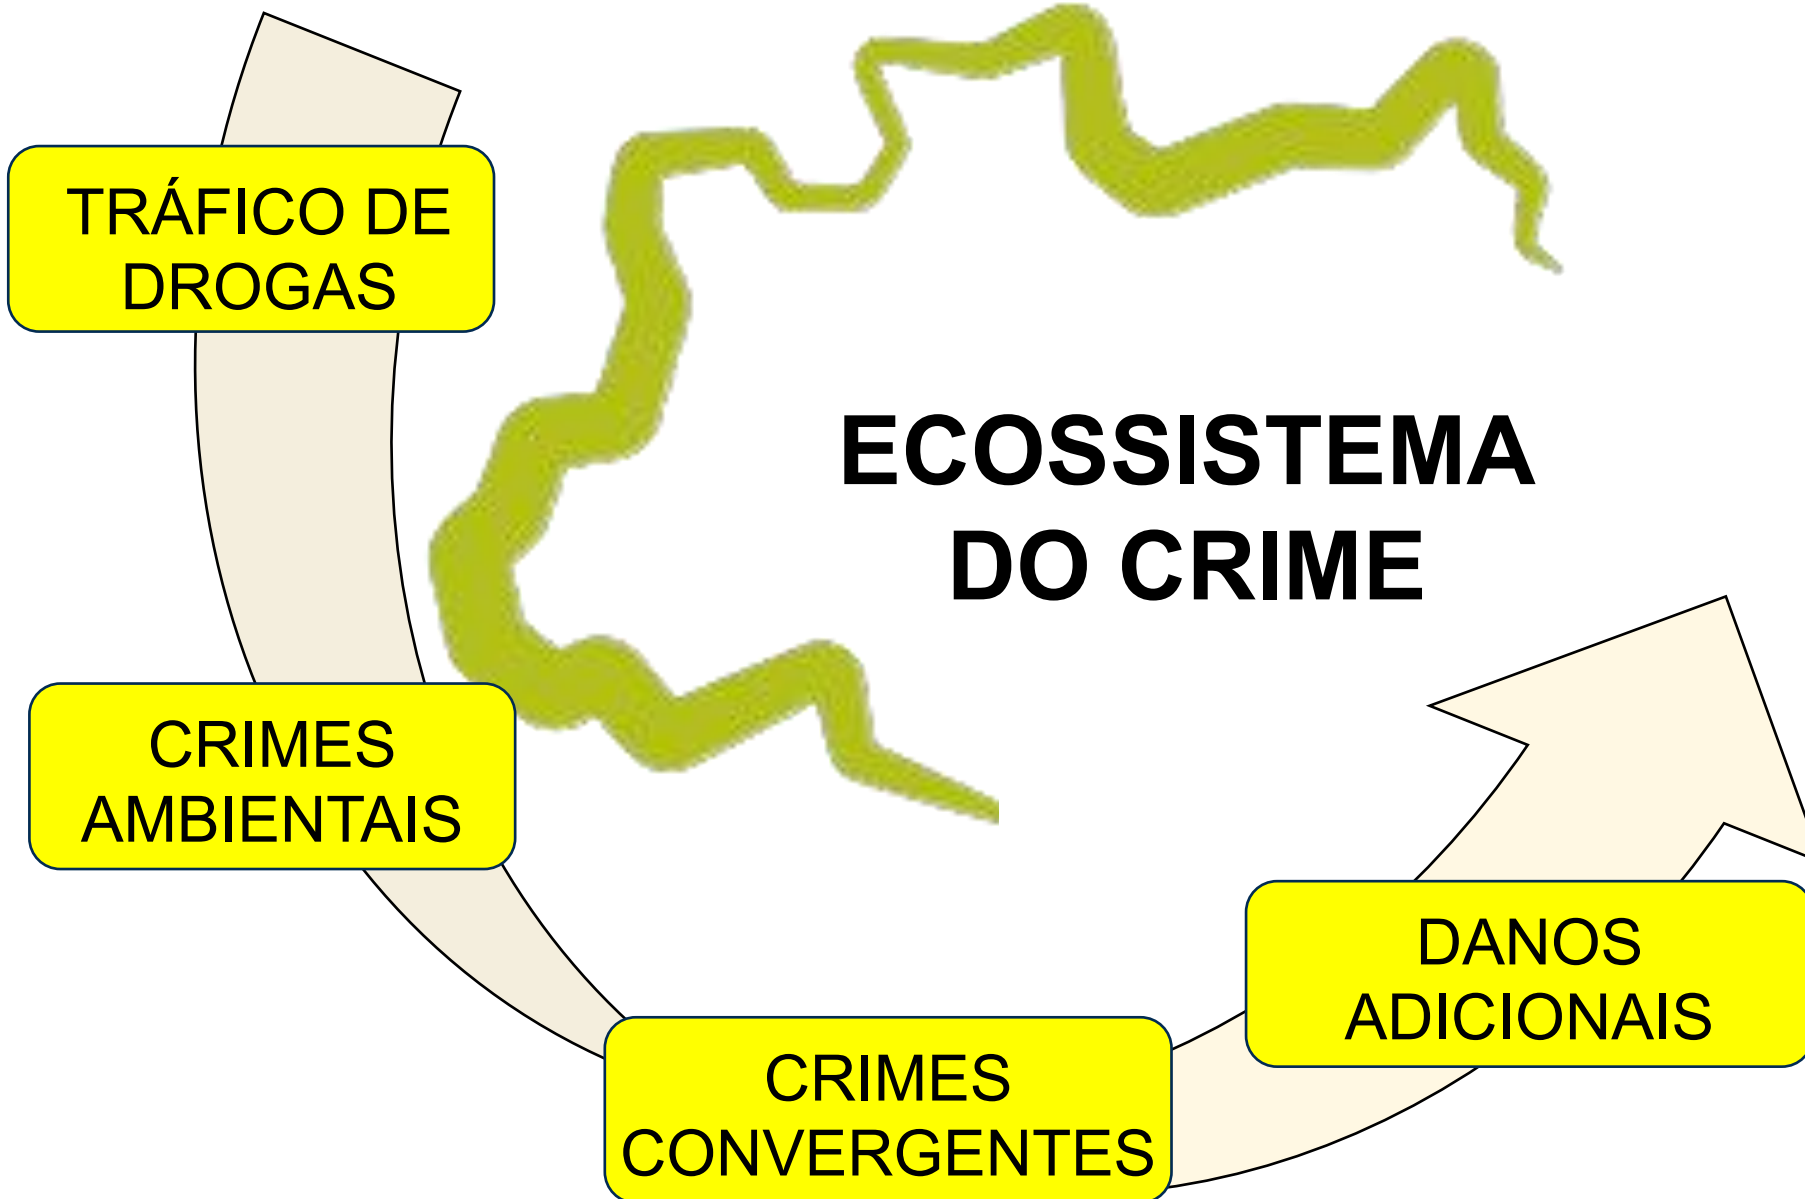 TRÁFICO DE
DROGAS
ECOSSISTEMA
DO CRIME
CRIMES
AMBIENTAIS
DANOS
ADICIONAIS
CRIMES
CONVERGENTES